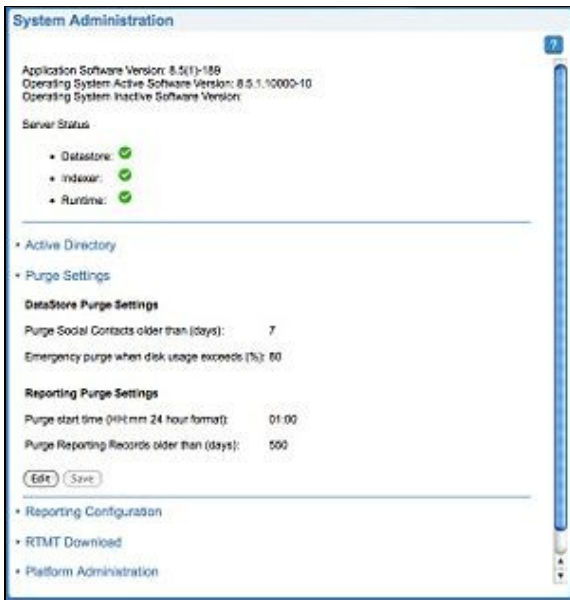 System Administration
?
Application Software Version: 8.5(1)-189
Operating System Active Software Version: 8.5.1.10000-10
Operating System Inactive Software Version:
Server Status
Datastore:
Indexer:
Runtime:
Active Directory
Purge Settings
DataStore Purge Settings
Purge Social Contacts older than (days): 7
Emergency purge when disk usage exceeds (%): 80
Reporting Purge Settings
Purge start time (HH:mm 24 hour format): 01:00
Purge Reporting Records older than (days): 550
Edit Save
Reporting Configuration
RTMT Download
Platform Administration